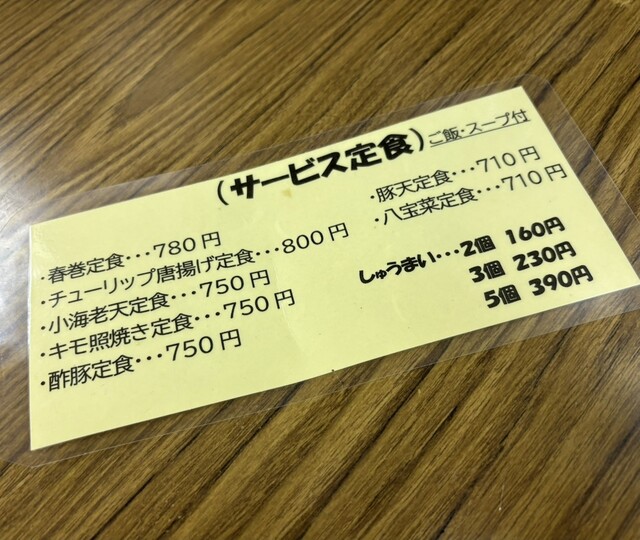 (サービス定食) ご飯・スープ付
・春巻定食・・・780円
・チューリップ唐揚げ定食・・・800円
・小海老天定食・・・750円
・キモ照焼き定食・・・750円
・酢豚定食・・・750円
・豚天定食・・・710円
・八宝菜定食・・・710円
しゅうまい・・・2個 160円
3個 230円
5個 390円